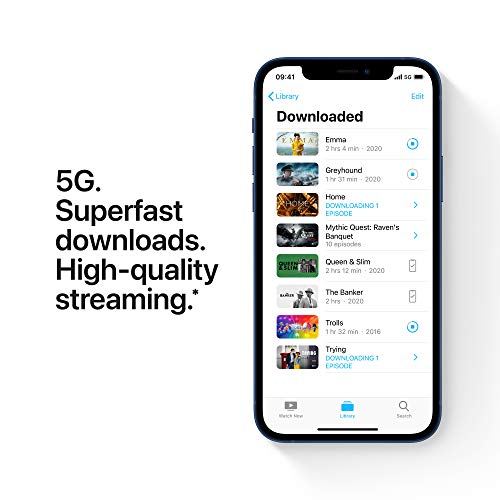 5G.
Superfast
downloads.
High-quality
streaming.*
09:41
5G
Library
Edit
Downloaded
EMMA
Emma
2 hrs 4 min · 2020
Greyhound
1 hr 31 min · 2020
HOME
Home
DOWNLOADING 1
EPISODE
Mythic Quest: Raven's
Banquet
10 episodes
QUEEN
& SLIM
Queen & Slim
2 hrs 12 min · 2020
BANKER
The Banker
2 hrs · 2020
Trolls
1 hr 32 min · 2016
TRYING
Trying
DOWNLOADING 1
EPISODE
Watch Now
Library
Search